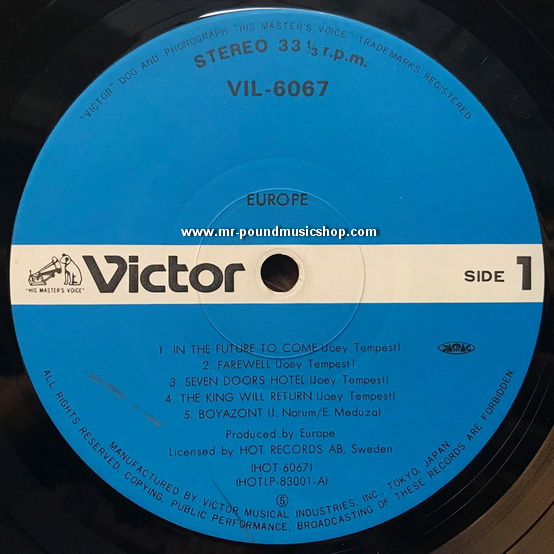 "VICTOR" DOG AND PHONOGRAPH "HIS MASTER'S VOICE" TRADEMARKS REGISTERED
STEREO 33 1/3 r.p.m.
VIL-6067
EUROPE
www.mr-poundmusicshop.com
"HIS MASTER'S VOICE"
Victor
SIDE 1
1. IN THE FUTURE TO COME (Joey Tempest)
2. FAREWELL (Joey Tempest)
3. SEVEN DOORS HOTEL (Joey Tempest)
4. THE KING WILL RETURN (Joey Tempest)
5. BOYAZONT (J. Norum/E. Meduza)
JASRAC
Produced by Europe
Licensed by HOT RECORDS AB, Sweden
(HOT-6067)
(HOTLP-83001-A)
5
MANUFACTURED BY VICTOR MUSICAL INDUSTRIES INC., TOKYO, JAPAN
ALL RIGHTS RESERVED. COPYING, PUBLIC PERFORMANCE, BROADCASTING OF THESE RECORDS ARE FORBIDDEN